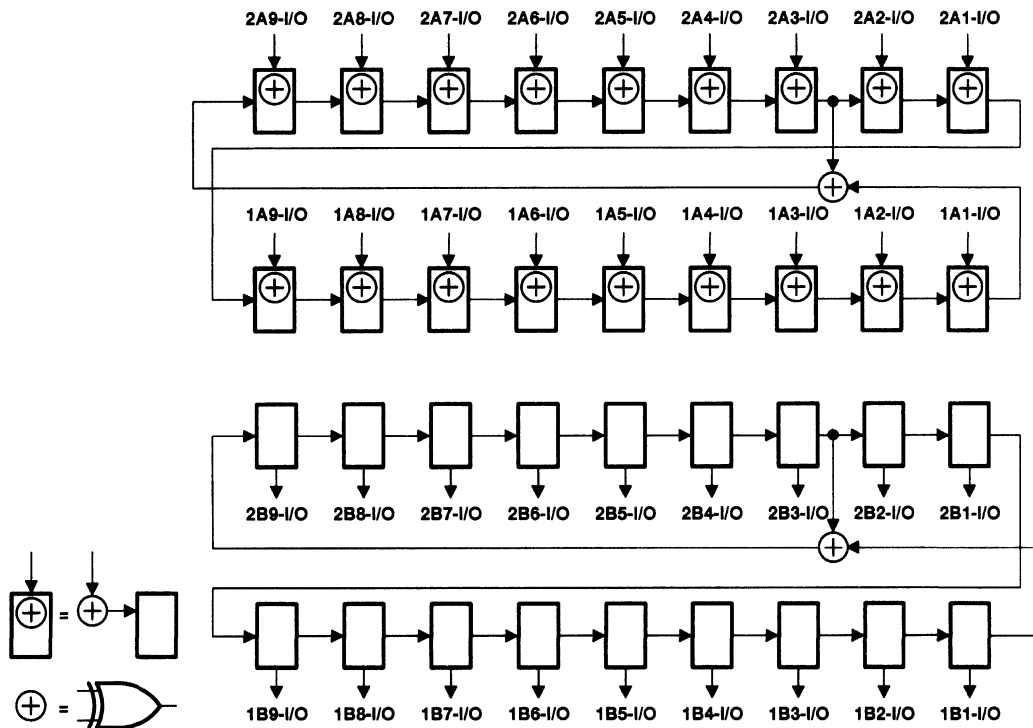 2A9-I/O 2A8-I/O 2A7-I/O 2A6-I/O 2A5-I/O 2A4-I/O 2A3-I/O 2A2-I/O 2A1-I/O
1A9-I/O 1A8-I/O 1A7-I/O 1A6-I/O 1A5-I/O 1A4-I/O 1A3-I/O 1A2-I/O 1A1-I/O
2B9-I/O 2B8-I/O 2B7-I/O 2B6-I/O 2B5-I/O 2B4-I/O 2B3-I/O 2B2-I/O 2B1-I/O
=
=
1B9-I/O 1B8-I/O 1B7-I/O 1B6-I/O 1B5-I/O 1B4-I/O 1B3-I/O 1B2-I/O 1B1-I/O